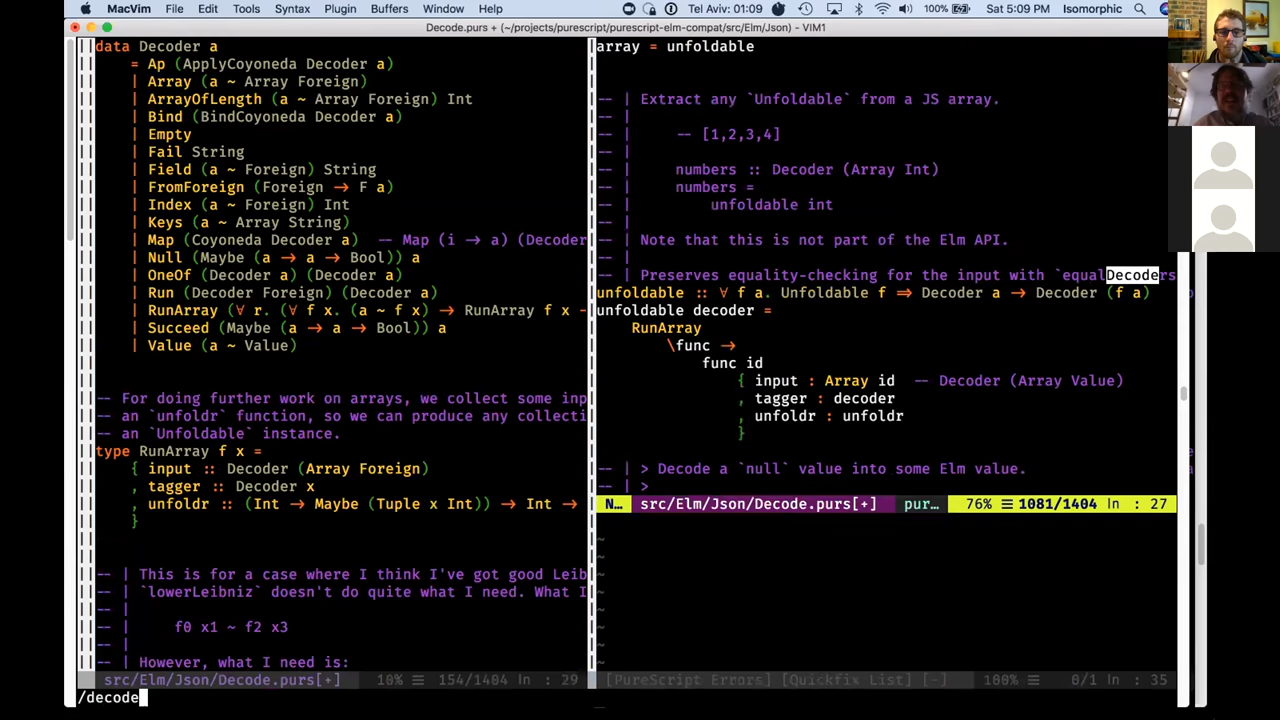 MacVim File Edit Tools Syntax Plugin Buffers Window Help Tel Aviv: 01:09 100% Sat 5:09 PM Isomorphic
Decode.purs + (~/projects/purescript/purescript-elm-compat/src/Elm/Json) - VIM1
data Decoder a
= Ap (ApplyCoyoneda Decoder a)
| Array (a ~ Array Foreign)
| ArrayOfLength (a ~ Array Foreign) Int
| Bind (BindCoyoneda Decoder a)
| Empty
| Fail String
| Field (a ~ Foreign) String
| FromForeign (Foreign → F a)
| Index (a ~ Foreign) Int
| Keys (a ~ Array String)
| Map (Coyoneda Decoder a) -- Map (i → a) (Decoder
| Null (Maybe (a → a → Bool)) a
| OneOf (Decoder a) (Decoder a)
| Run (Decoder Foreign) (Decoder a)
| RunArray (∀ r. (∀ f x. (a ~ f x) → RunArray f x -
| Succeed (Maybe (a → a → Bool)) a
| Value (a ~ Value)
-- For doing further work on arrays, we collect some inp
-- an `unfoldr` function, so we can produce any collecti
-- an `Unfoldable` instance.
type RunArray f x =
{ input :: Decoder (Array Foreign)
, tagger :: Decoder x
, unfoldr :: (Int → Maybe (Tuple x Int)) → Int →
}
-- | This is for a case where I think I've got good Leib
-- | `lowerLeibniz` doesn't do quite what I need. What I
-- |
-- | f0 x1 ~ f2 x3
-- |
-- | However, what I need is:
src/Elm/Json/Decode.purs[+] 10% ☰ 154/1404 ln : 29
/decode
array = unfoldable
-- | Extract any `Unfoldable` from a JS array.
-- |
-- | -- [1,2,3,4]
-- |
-- | numbers :: Decoder (Array Int)
-- | numbers =
-- | unfoldable int
-- |
-- | Note that this is not part of the Elm API.
-- |
-- | Preserves equality-checking for the input with `equalDecoders
unfoldable :: ∀ f a. Unfoldable f ⇒ Decoder a → Decoder (f a)
unfoldable decoder =
RunArray
\func →
func id
{ input : Array id -- Decoder (Array Value)
, tagger : decoder
, unfoldr : unfoldr
}
-- | > Decode a `null` value into some Elm value.
-- | >
N… src/Elm/Json/Decode.purs[+] pur… 76% ☰ 1081/1404 ln : 27
~
~
~
~
~
~
~
~
[PureScript Errors] [Quickfix List] [-] 100% ☰ 0/1 ln : 35